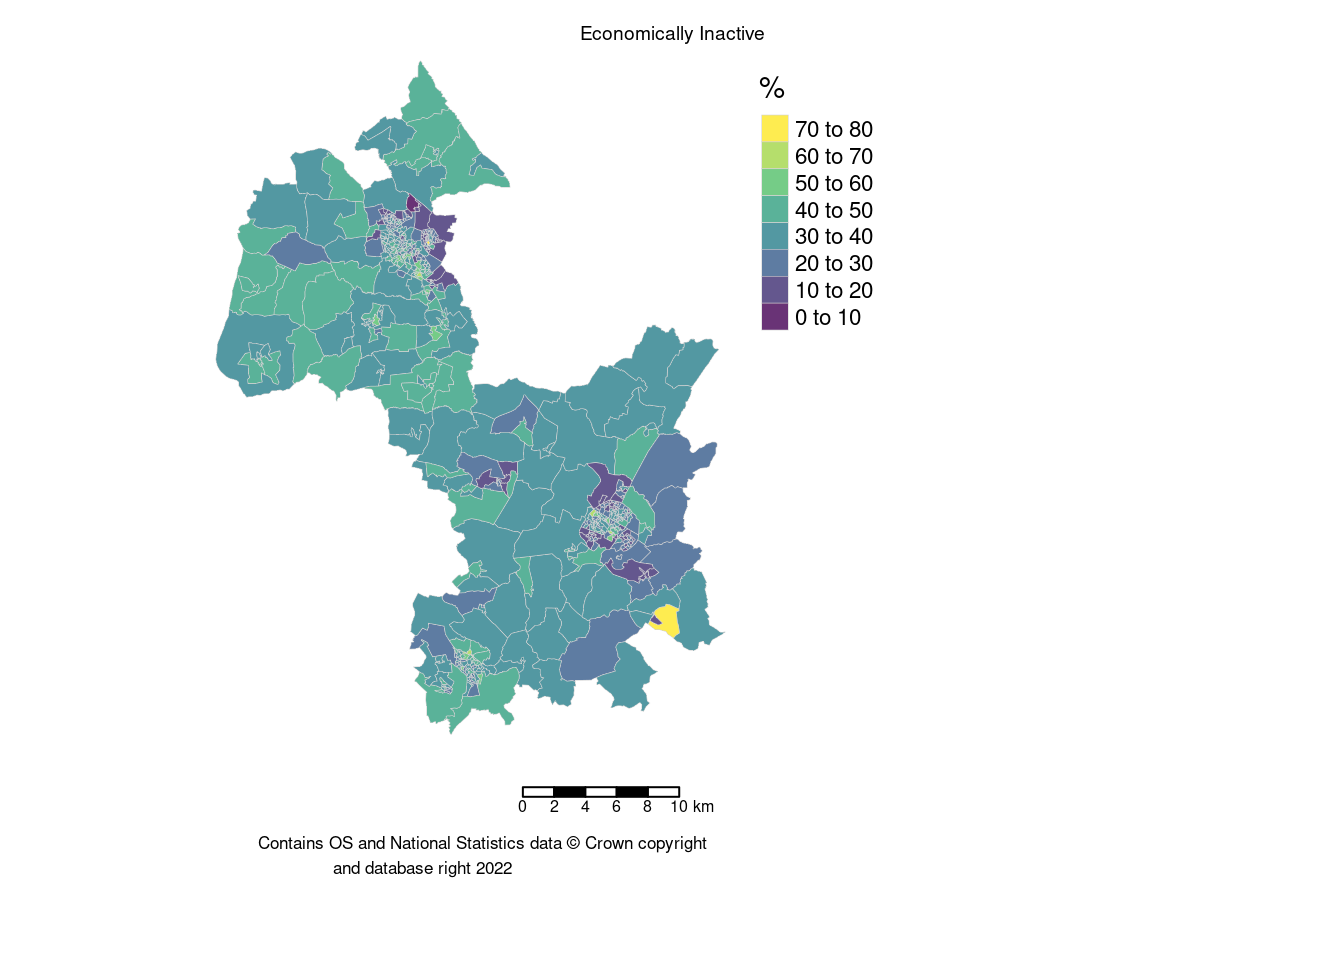 Economically Inactive
%
70 to 80
60 to 70
50 to 60
40 to 50
30 to 40
20 to 30
10 to 20
0 to 10
0 2 4 6 8 10 km
Contains OS and National Statistics data © Crown copyright
and database right 2022